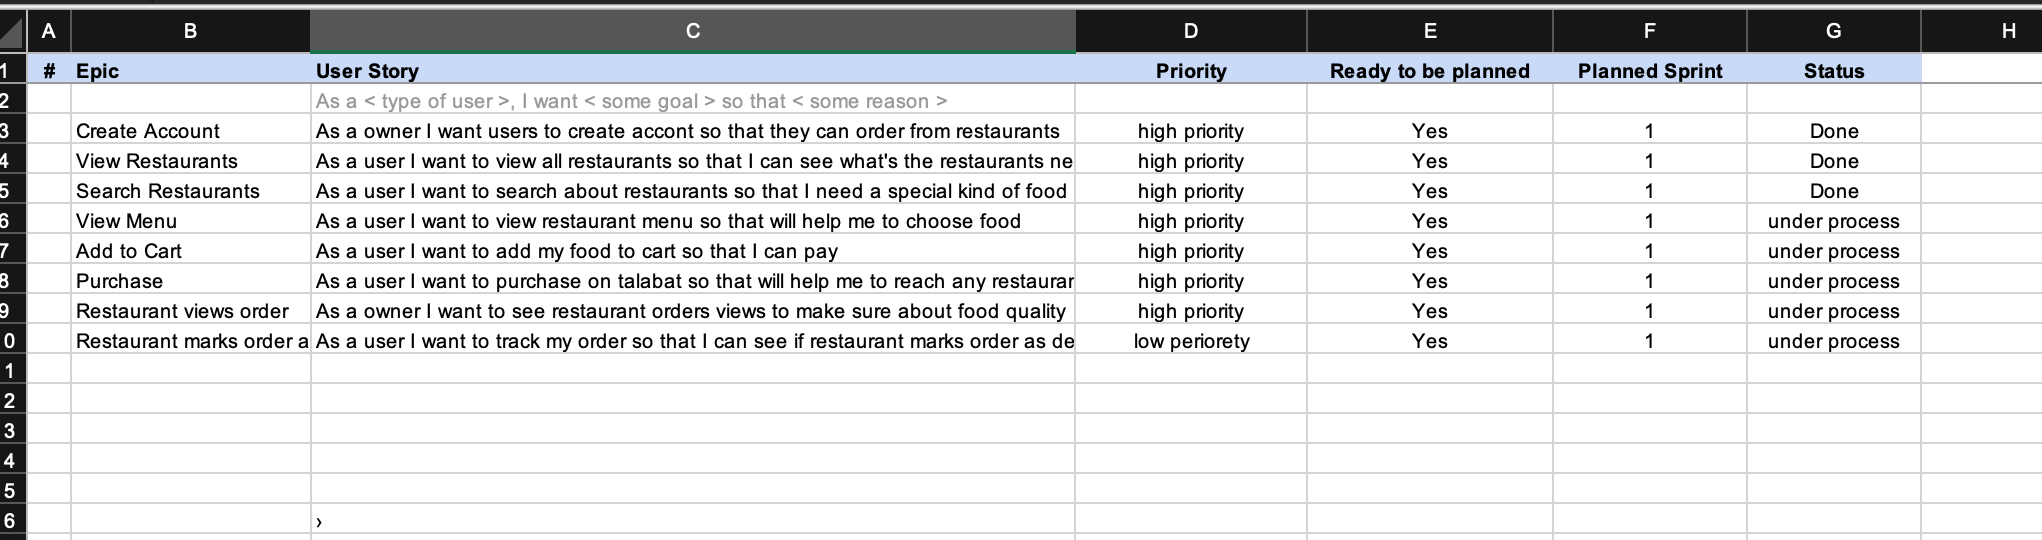 A B C D E F G H
1 # Epic User Story Priority Ready to be planned Planned Sprint Status
2 As a < type of user >, I want < some goal > so that < some reason >
3 Create Account As a owner I want users to create accont so that they can order from restaurants high priority Yes 1 Done
4 View Restaurants As a user I want to view all restaurants so that I can see what's the restaurants ne high priority Yes 1 Done
5 Search Restaurants As a user I want to search about restaurants so that I need a special kind of food high priority Yes 1 Done
6 View Menu As a user I want to view restaurant menu so that will help me to choose food high priority Yes 1 under process
7 Add to Cart As a user I want to add my food to cart so that I can pay high priority Yes 1 under process
8 Purchase As a user I want to purchase on talabat so that will help me to reach any restaurar high priority Yes 1 under process
9 Restaurant views order As a owner I want to see restaurant orders views to make sure about food quality high priority Yes 1 under process
0 Restaurant marks order a As a user I want to track my order so that I can see if restaurant marks order as de low periorety Yes 1 under process
1
2
3
4
5
6 ›